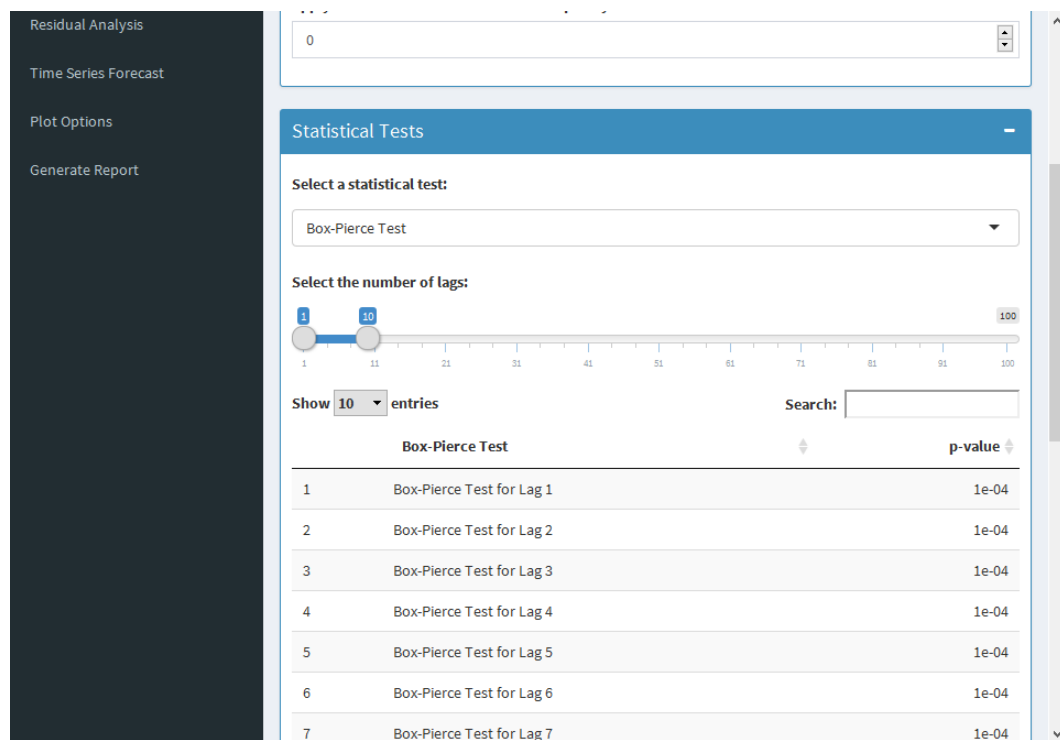 Residual Analysis
Time Series Forecast
Plot Options
Generate Report
0
Statistical Tests
Select a statistical test:
Box-Pierce Test
Select the number of lags:
1 10 100
1 11 21 31 41 51 61 71 81 91 100
Show 10 entries Search:
Box-Pierce Test p-value
1 Box-Pierce Test for Lag 1 1e-04
2 Box-Pierce Test for Lag 2 1e-04
3 Box-Pierce Test for Lag 3 1e-04
4 Box-Pierce Test for Lag 4 1e-04
5 Box-Pierce Test for Lag 5 1e-04
6 Box-Pierce Test for Lag 6 1e-04
7 Box-Pierce Test for Lag 7 1e-04